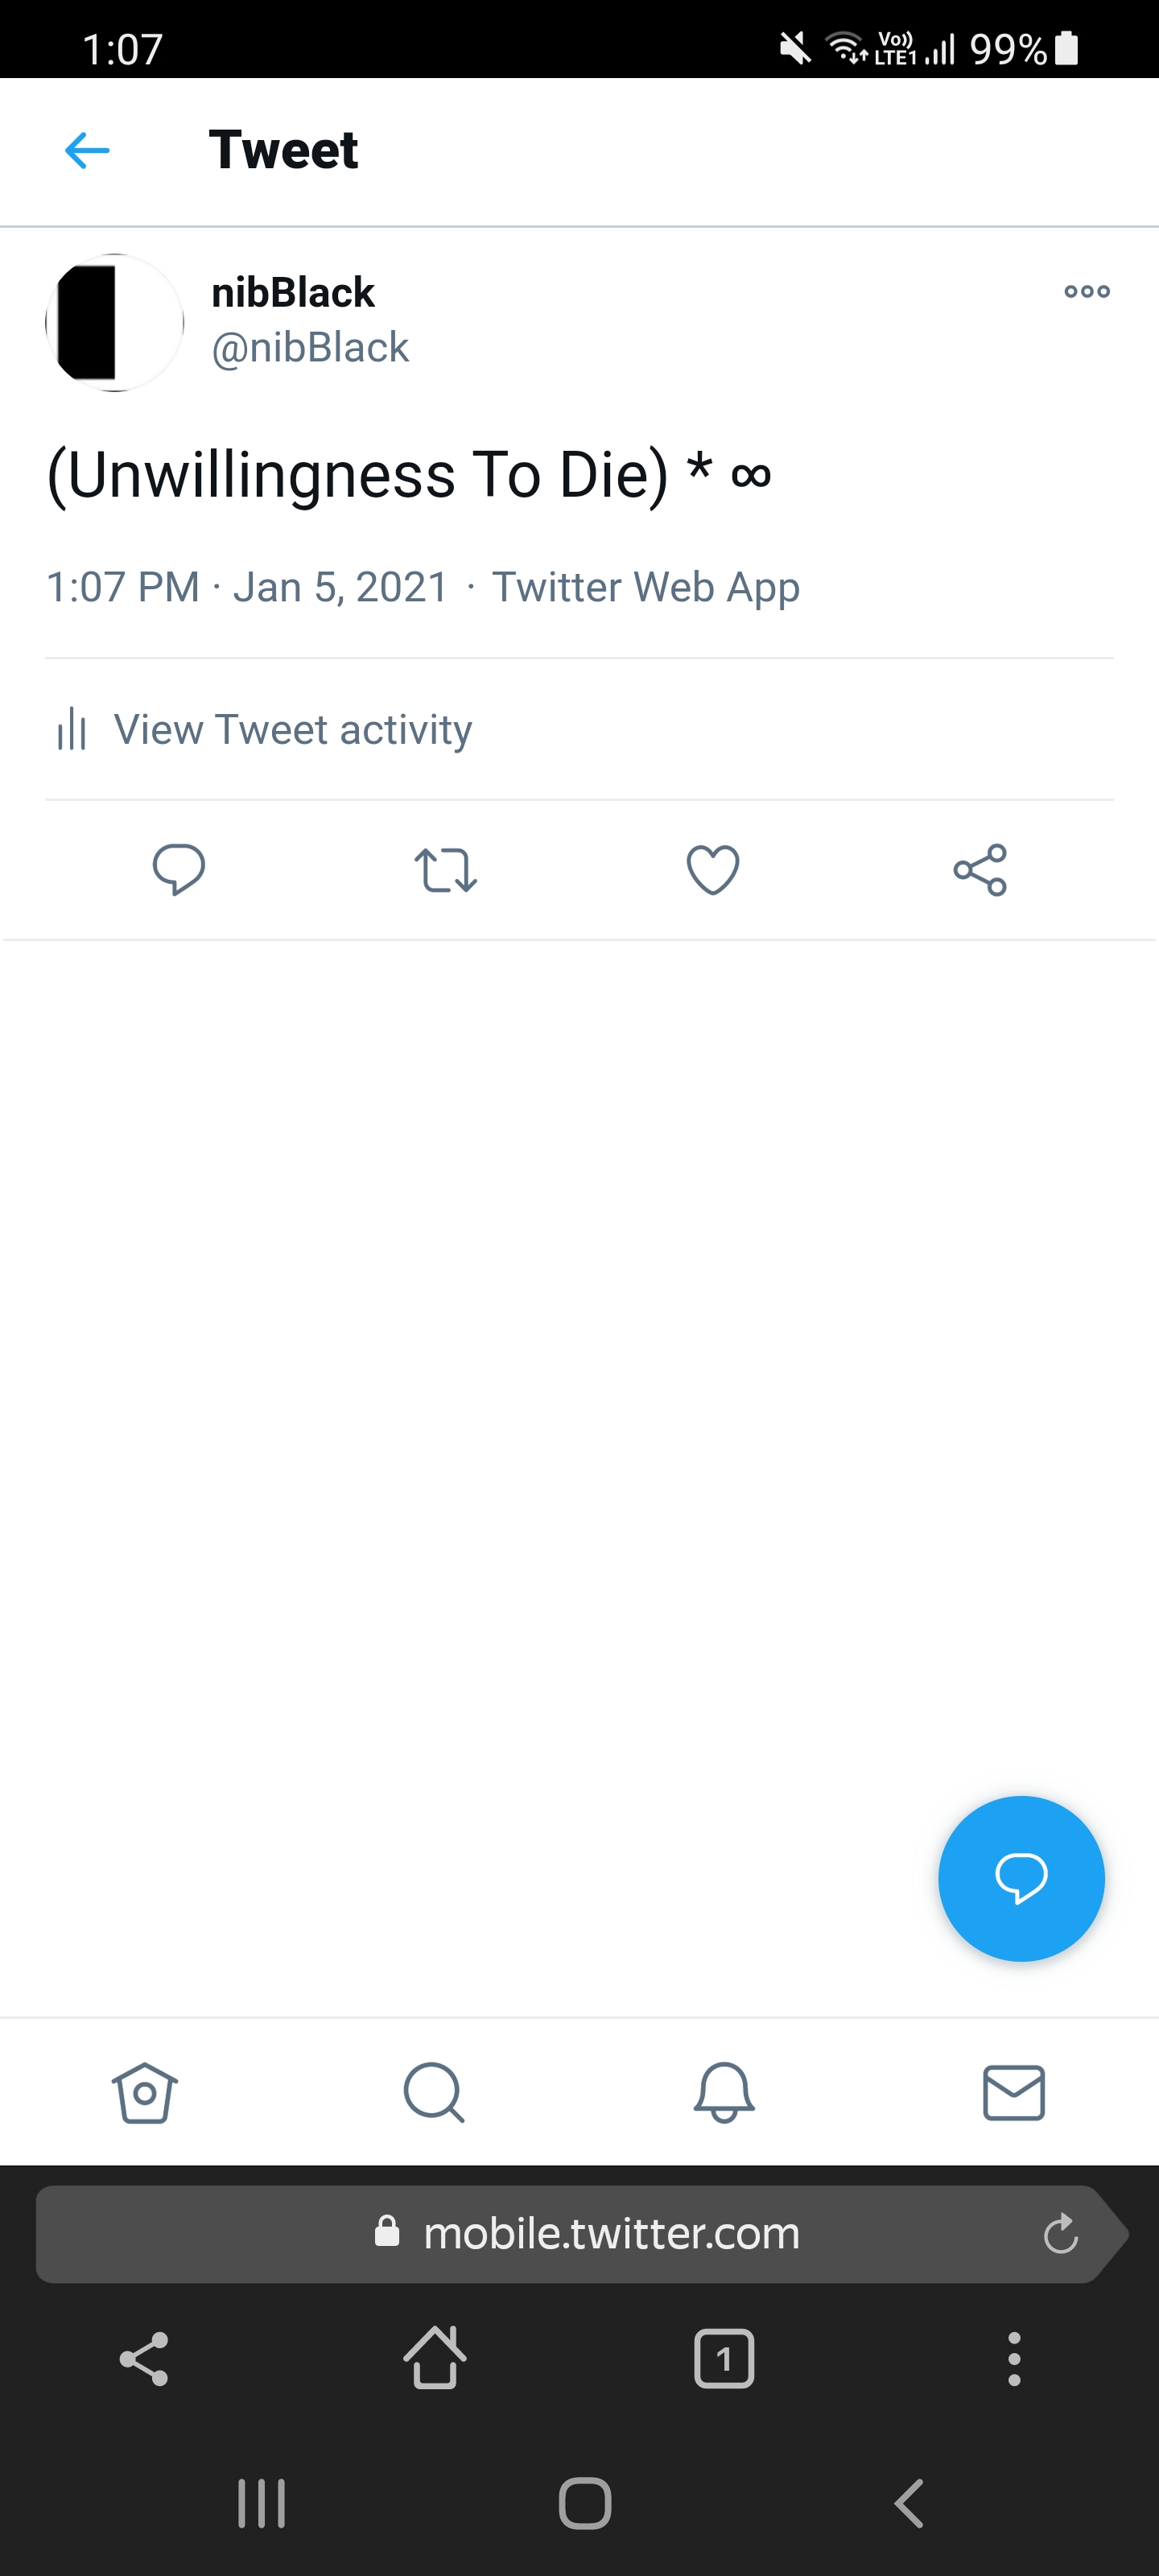 1:07 Vo)) LTE1 99%
Tweet
nibBlack
@nibBlack
(Unwillingness To Die) * ∞
1:07 PM · Jan 5, 2021 · Twitter Web App
View Tweet activity
mobile.twitter.com
1